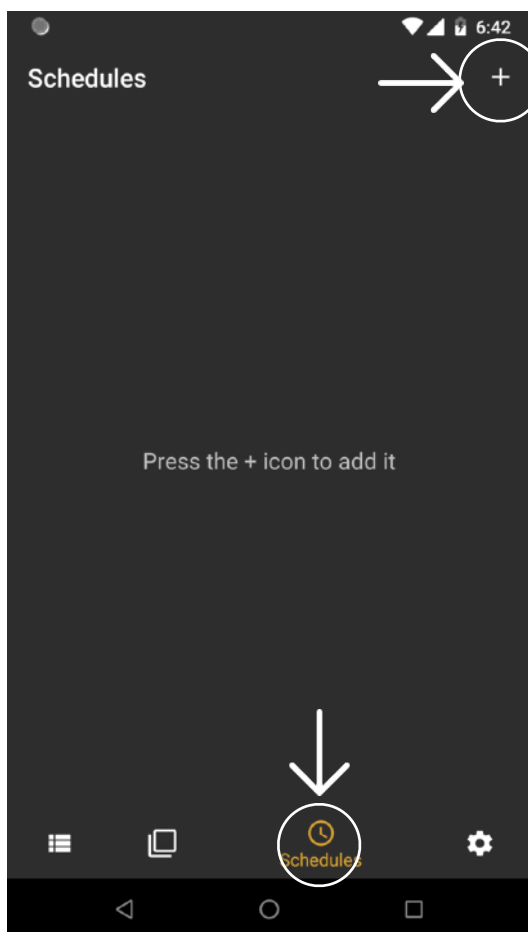 6:42
Schedules
+
Press the + icon to add it
Schedules